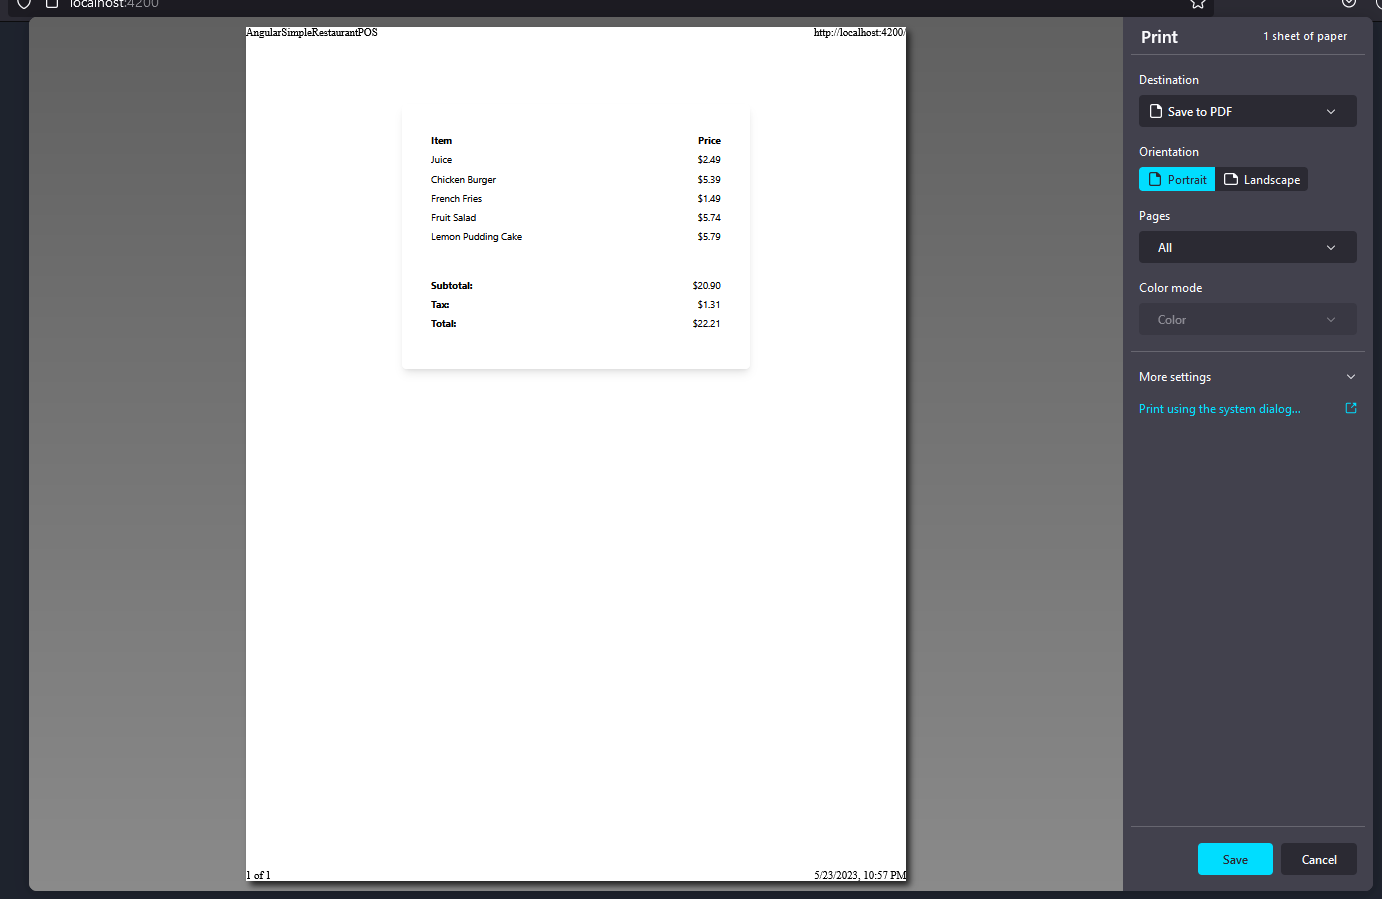 localhost:4200
AngularSimpleRestaurantPOS http://localhost:4200/
Print 1 sheet of paper
Destination
Save to PDF
Orientation
Portrait Landscape
Pages
All
Color mode
Color
More settings
Print using the system dialog...
Item Price
Juice $2.49
Chicken Burger $5.39
French Fries $1.49
Fruit Salad $5.74
Lemon Pudding Cake $5.79
Subtotal: $20.90
Tax: $1.31
Total: $22.21
1 of 1 5/23/2023, 10:57 PM
Save Cancel